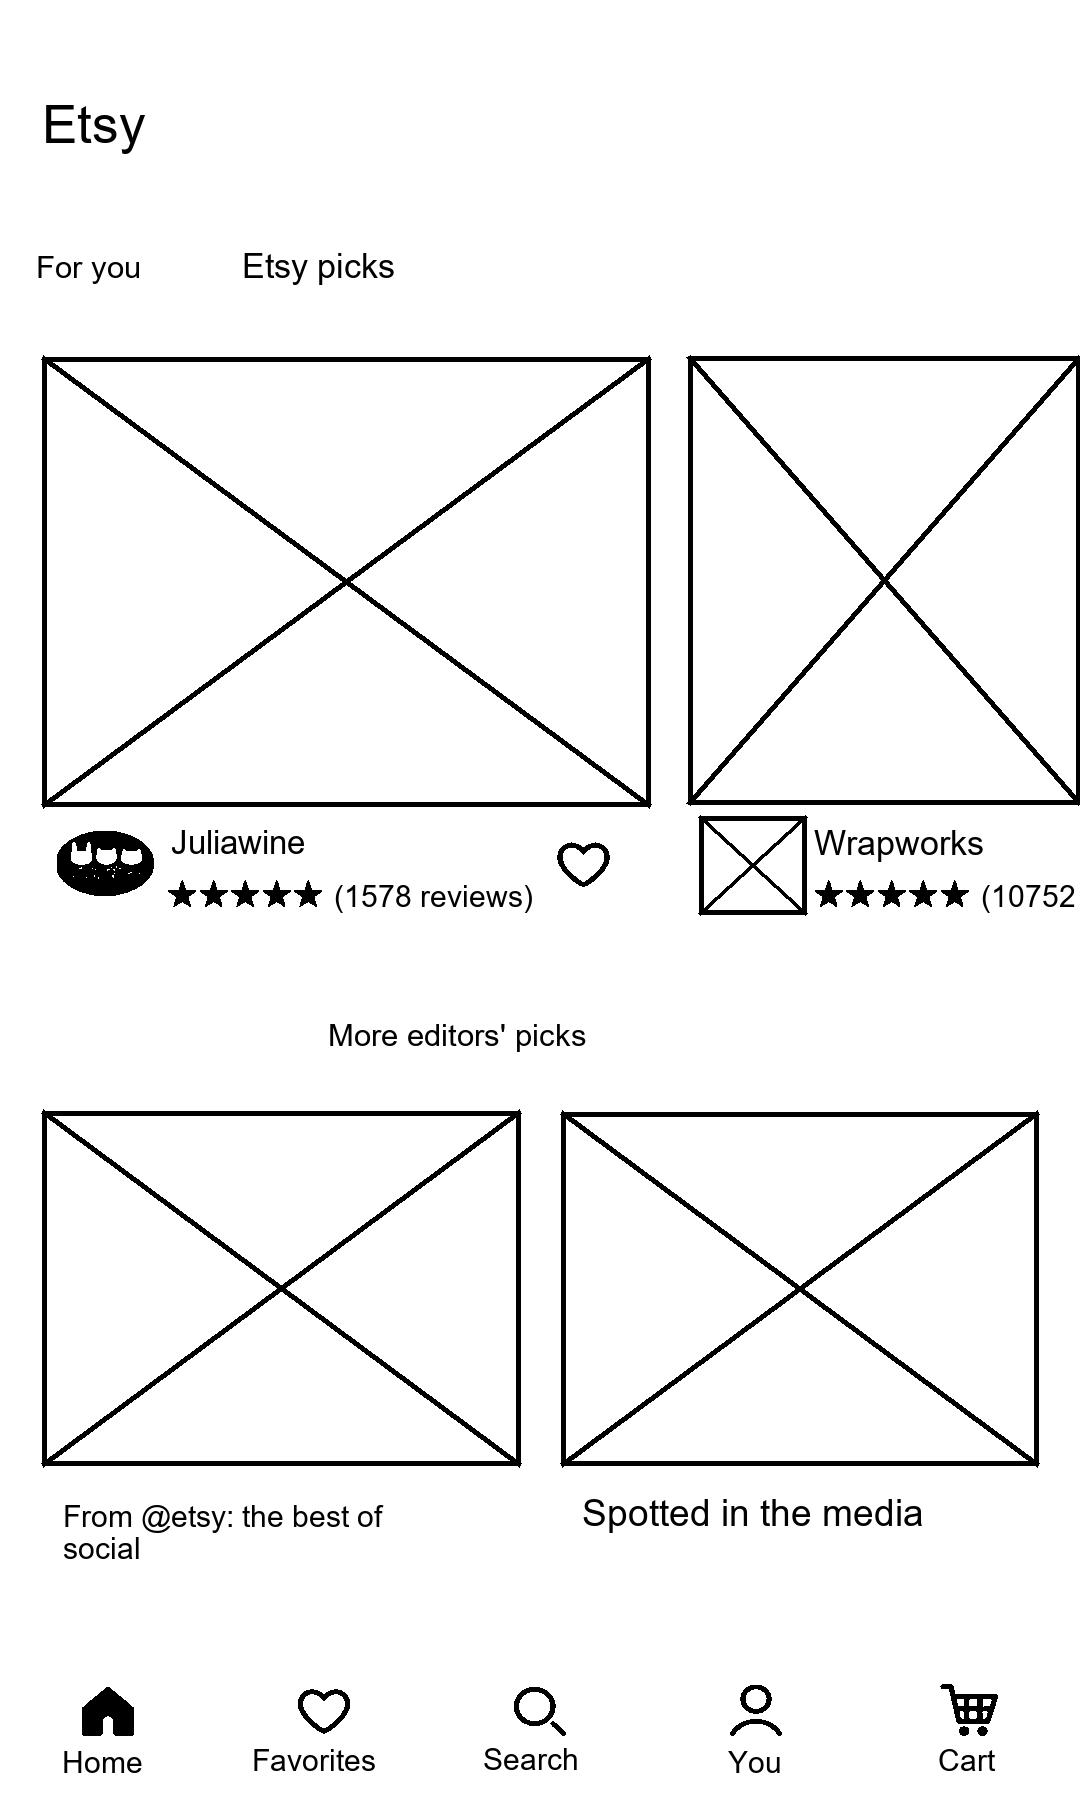 Etsy
For you
Etsy picks
Juliawine
(1578 reviews)
Wrapworks
(10752
More editors' picks
From @etsy: the best of
social
Spotted in the media
Home
Favorites
Search
You
Cart